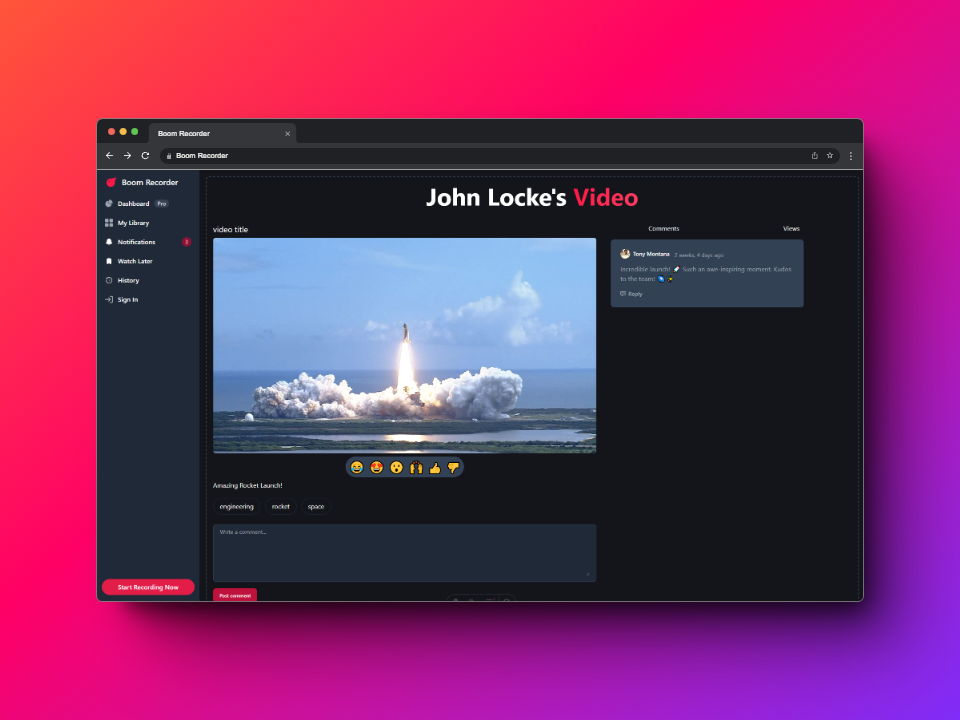 Boom Recorder
Boom Recorder
Boom Recorder
Dashboard Pro
My Library
Notifications 3
Watch Later
History
Sign In
Start Recording Now
John Locke's Video
video title
Amazing Rocket Launch!
engineering rocket space
Write a comment...
Post comment
Comments Views
Tony Montana 2 weeks, 4 days ago
Incredible launch! 🚀 Such an awe-inspiring moment. Kudos
to the team!
Reply